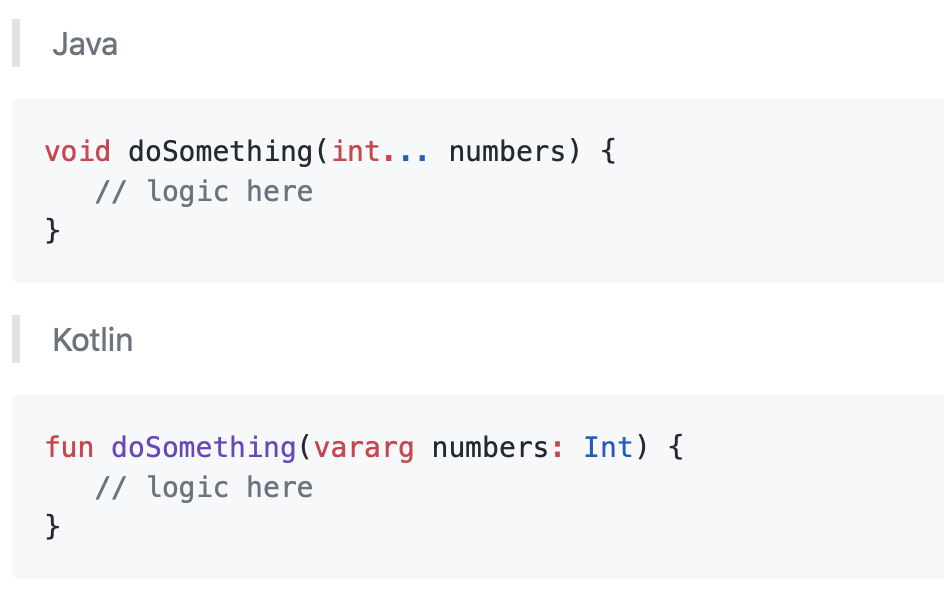 Java
void doSomething(int... numbers) {
   // logic here
}
Kotlin
fun doSomething(vararg numbers: Int) {
   // logic here
}